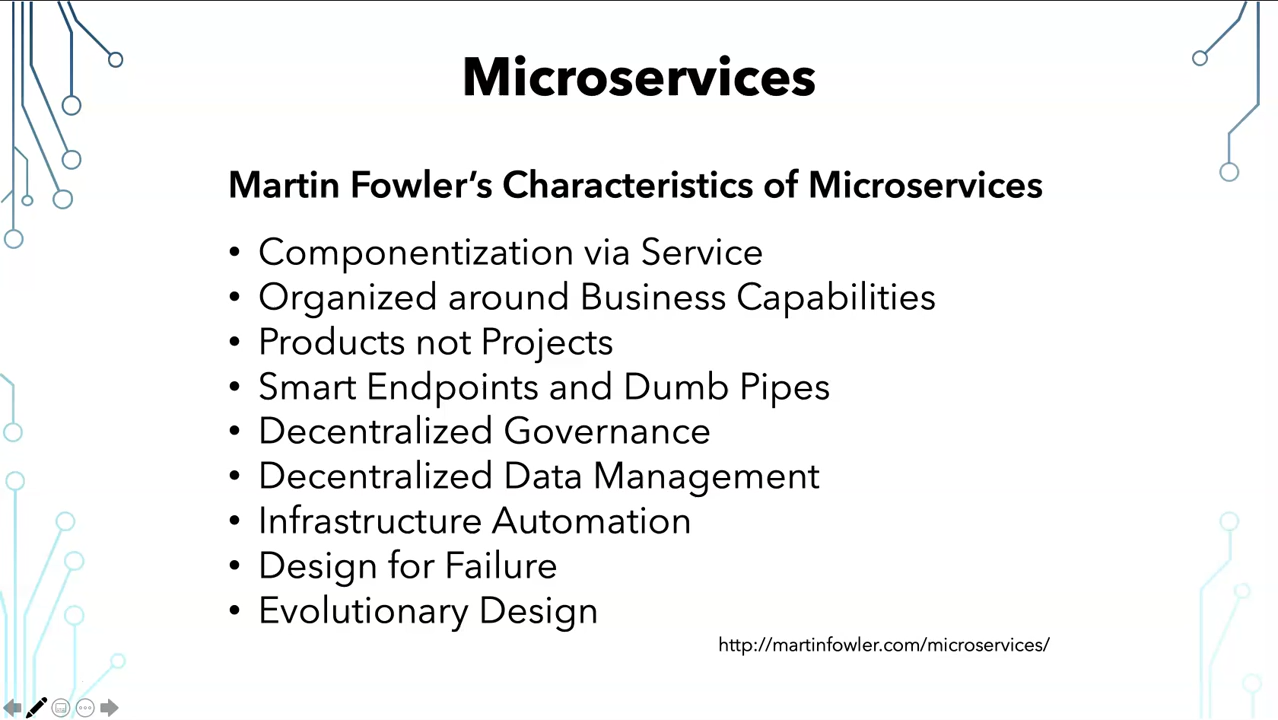 Microservices
Martin Fowler’s Characteristics of Microservices
• Componentization via Service
• Organized around Business Capabilities
• Products not Projects
• Smart Endpoints and Dumb Pipes
• Decentralized Governance
• Decentralized Data Management
• Infrastructure Automation
• Design for Failure
• Evolutionary Design
http://martinfowler.com/microservices/